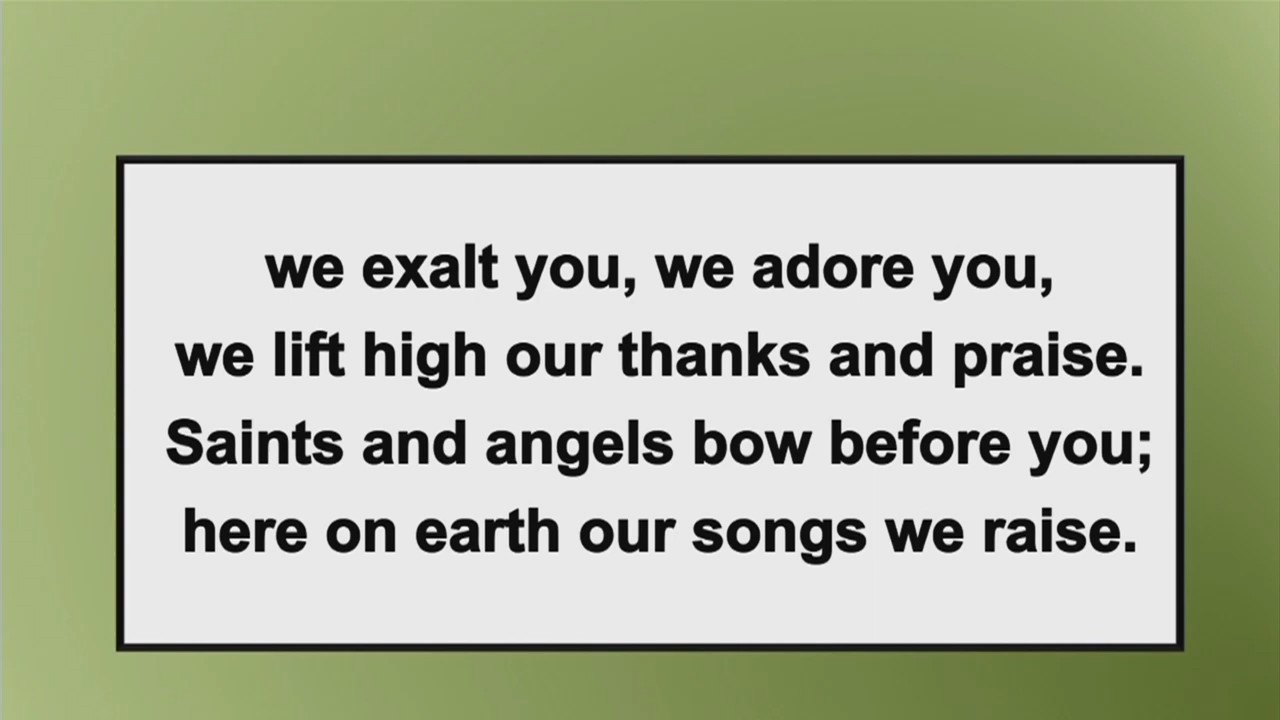 we exalt you, we adore you,
we lift high our thanks and praise.
Saints and angels bow before you;
here on earth our songs we raise.